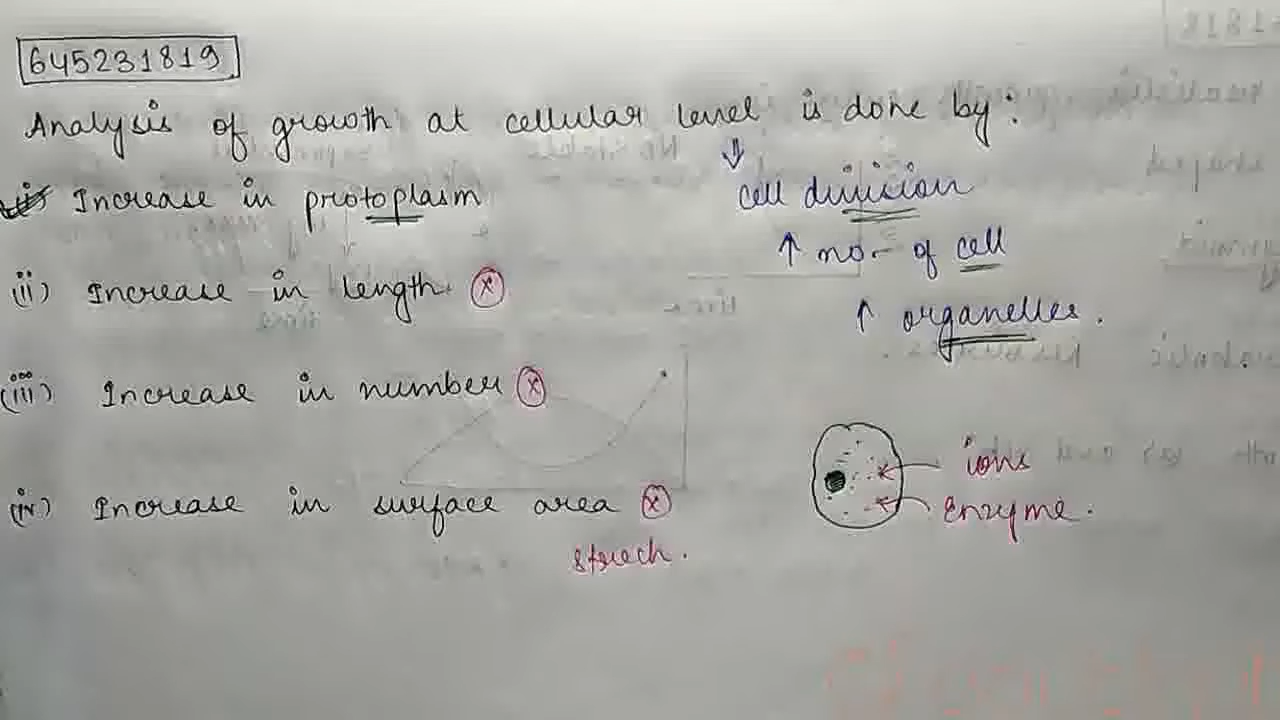 645231819
Analysis of growth at cellular level is done by:
(i) Increase in protoplasm
(ii) Increase in length. x
(iii) Increase in number x
(iv) Increase in surface area x
strech.
⇓
cell division
↑ no. of cell
↑ organelles.
ions
Enzyme.